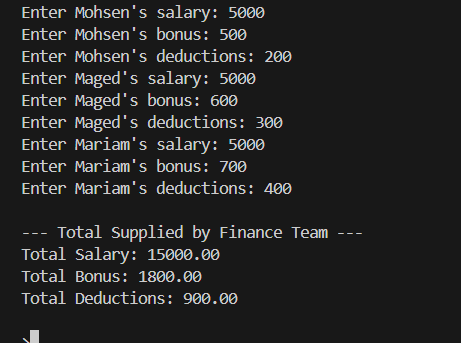 Enter Mohsen's salary: 5000
Enter Mohsen's bonus: 500
Enter Mohsen's deductions: 200
Enter Maged's salary: 5000
Enter Maged's bonus: 600
Enter Maged's deductions: 300
Enter Mariam's salary: 5000
Enter Mariam's bonus: 700
Enter Mariam's deductions: 400

--- Total Supplied by Finance Team ---
Total Salary: 15000.00
Total Bonus: 1800.00
Total Deductions: 900.00